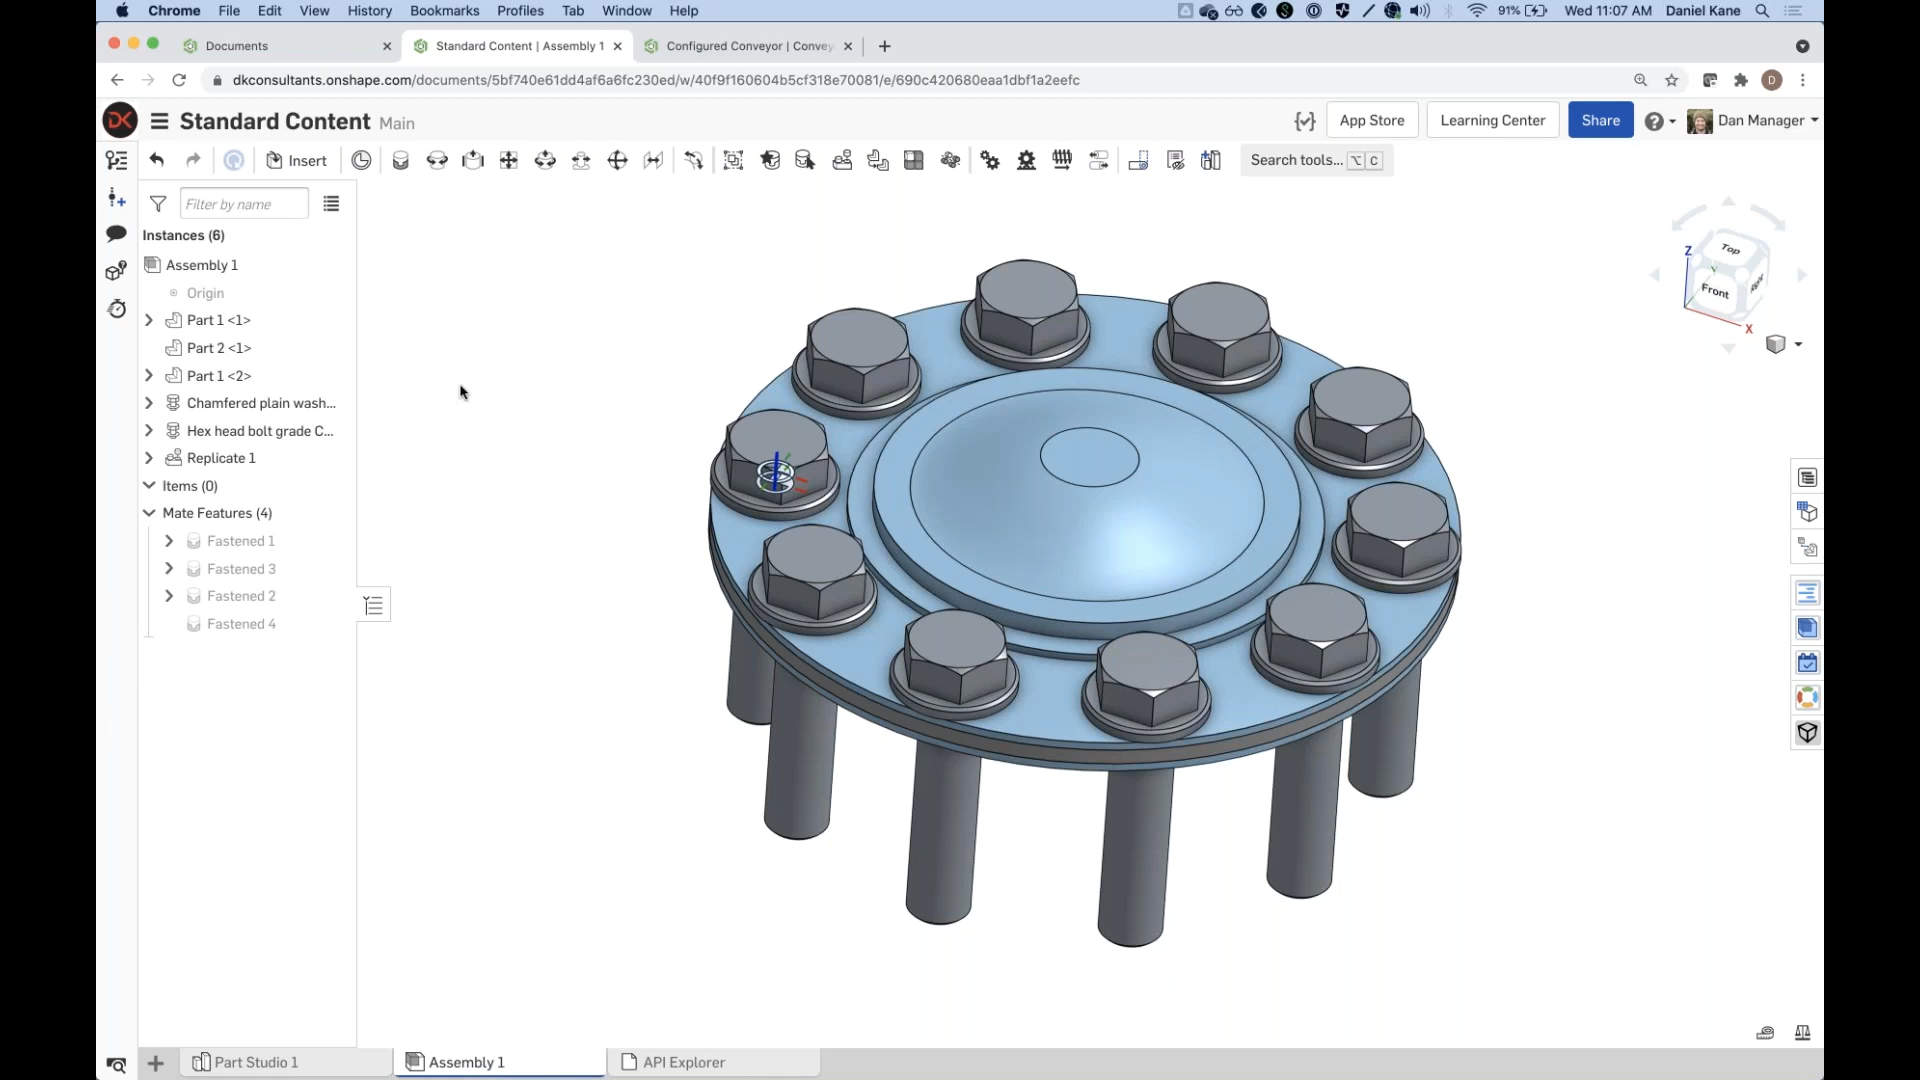 Chrome File Edit View History Bookmarks Profiles Tab Window Help 91% Wed 11:07 AM Daniel Kane
Documents Standard Content | Assembly 1 Configured Conveyor | Convey
dkconsultants.onshape.com/documents/5bf740e61dd4af6a6fc230ed/w/40f9f160604b5cf318e70081/e/690c420680eaa1dbf1a2eefc D
DK Standard Content Main App Store Learning Center Share Dan Manager
Insert Search tools... ⌥ C
Filter by name
Instances (6)
Assembly 1
Origin
Part 1 <1>
Part 2 <1>
Part 1 <2>
Chamfered plain wash...
Hex head bolt grade C...
Replicate 1
Items (0)
Mate Features (4)
Fastened 1
Fastened 3
Fastened 2
Fastened 4
Top
Z
Y
Front
Right
X
Part Studio 1 Assembly 1 API Explorer